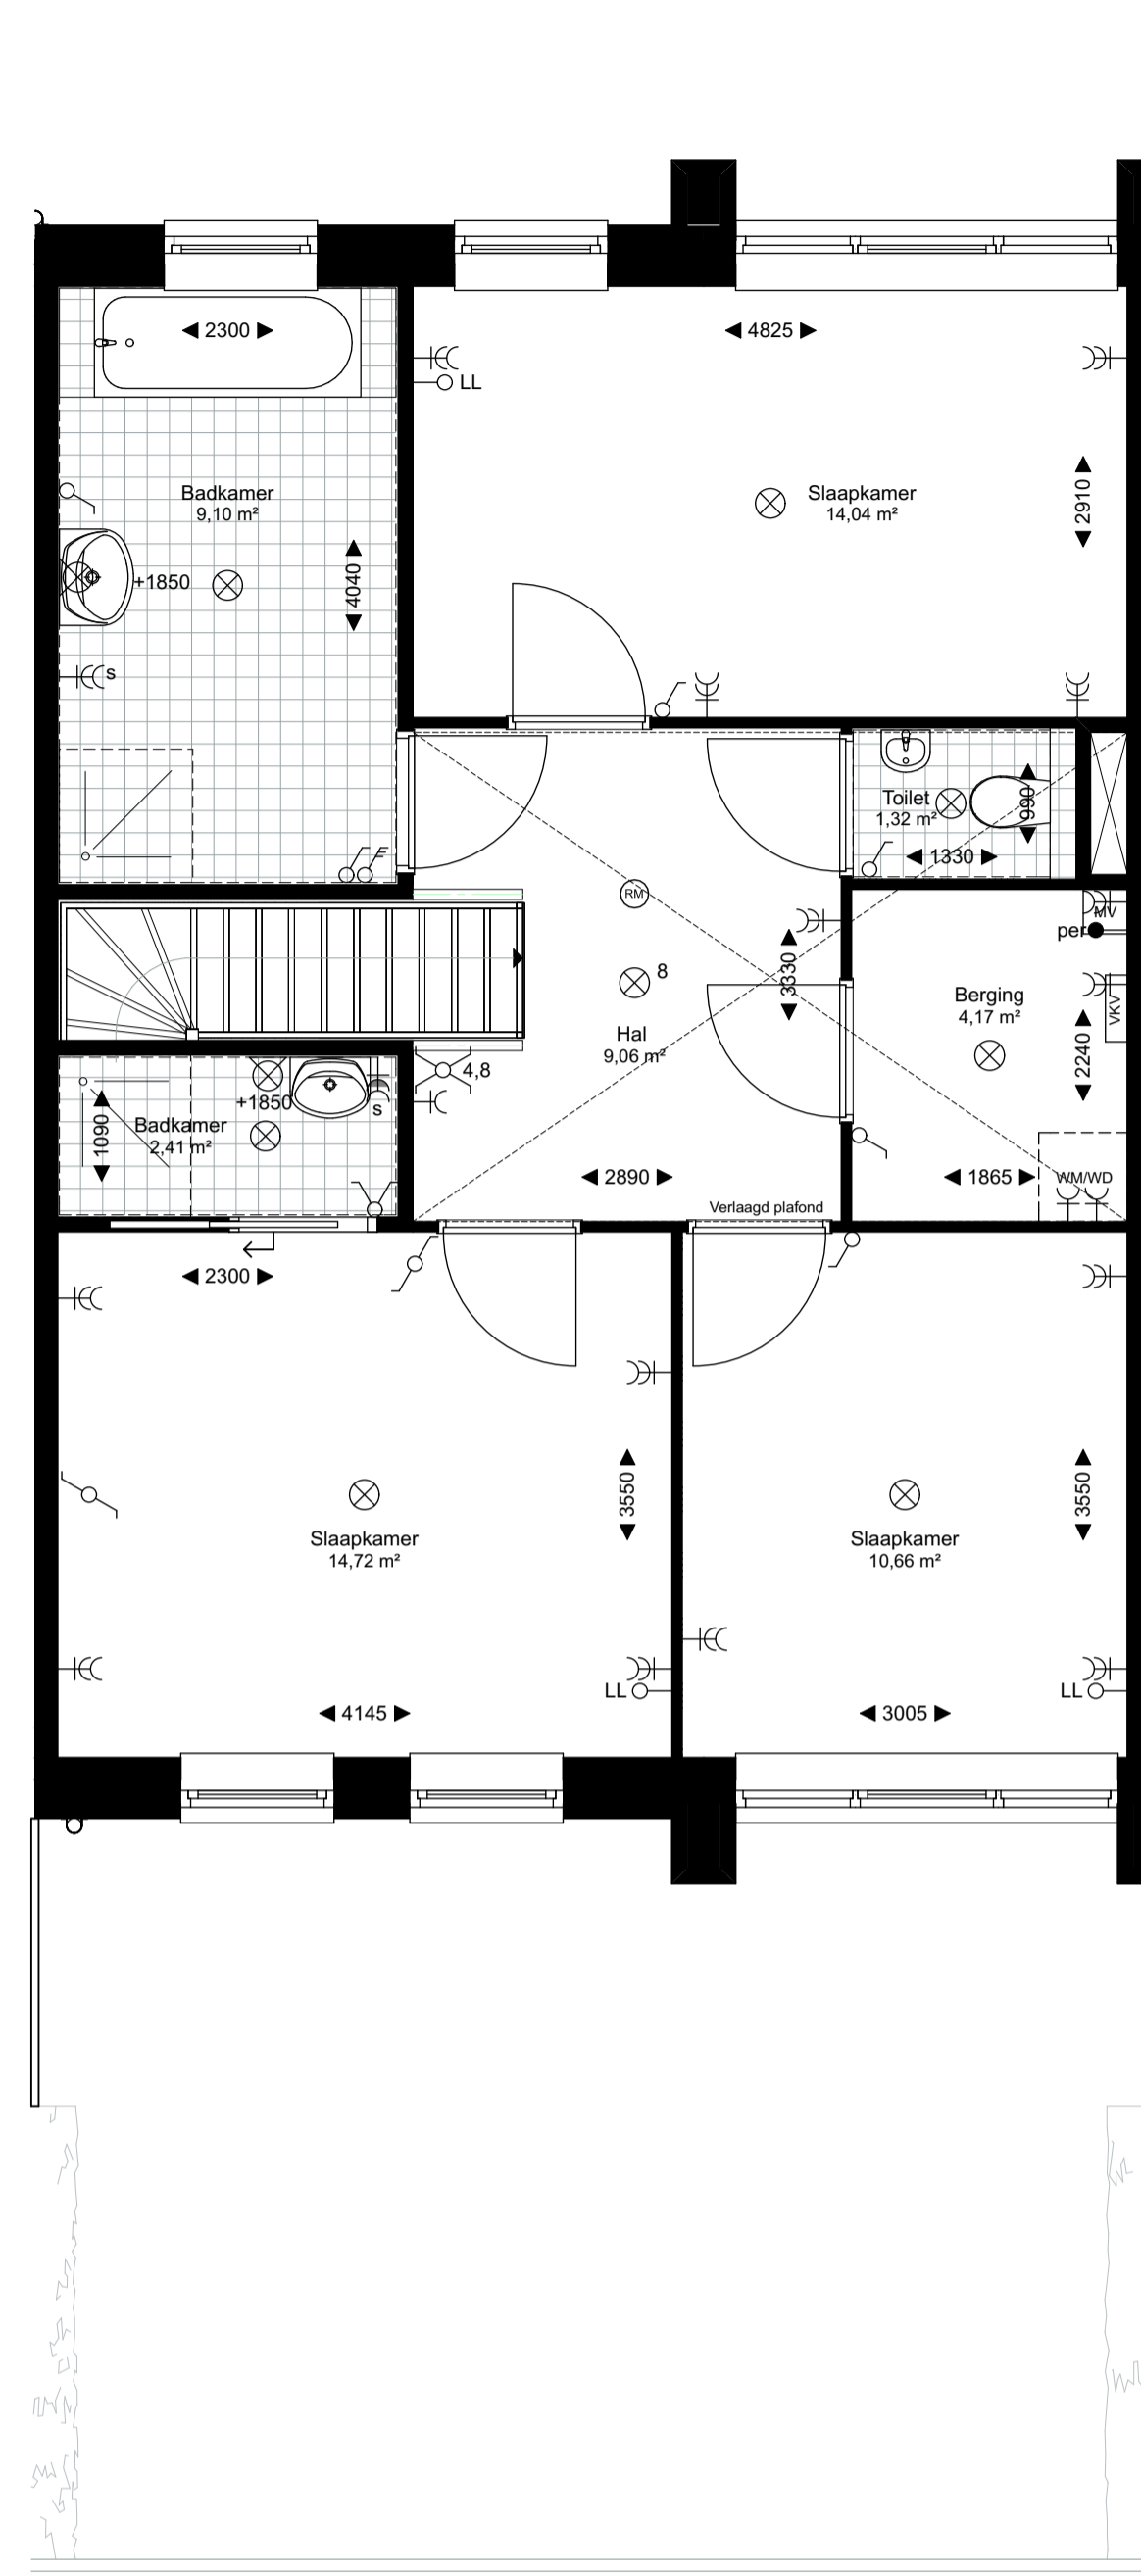 2300
4825
LL
Badkamer
9,10 m²
Slaapkamer
14,04 m²
2910
+1850
4040
s
Toilet
1,32 m²
990
1330
RM
MV
per
8
3330
Berging
4,17 m²
VKV
Hal
9,06 m²
2240
4,8
+1850
s
Badkamer
2,41 m²
1090
2890
1865
WM/WD
Verlaagd plafond
2300
3550
3550
Slaapkamer
14,72 m²
Slaapkamer
10,66 m²
LL
LL
4145
3005